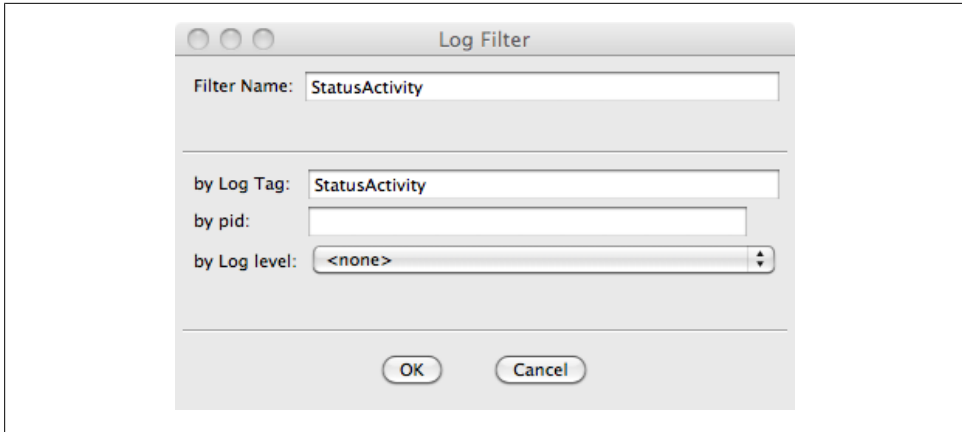 Log Filter
Filter Name: StatusActivity
by Log Tag: StatusActivity
by pid:
by Log level: <none>
OK Cancel